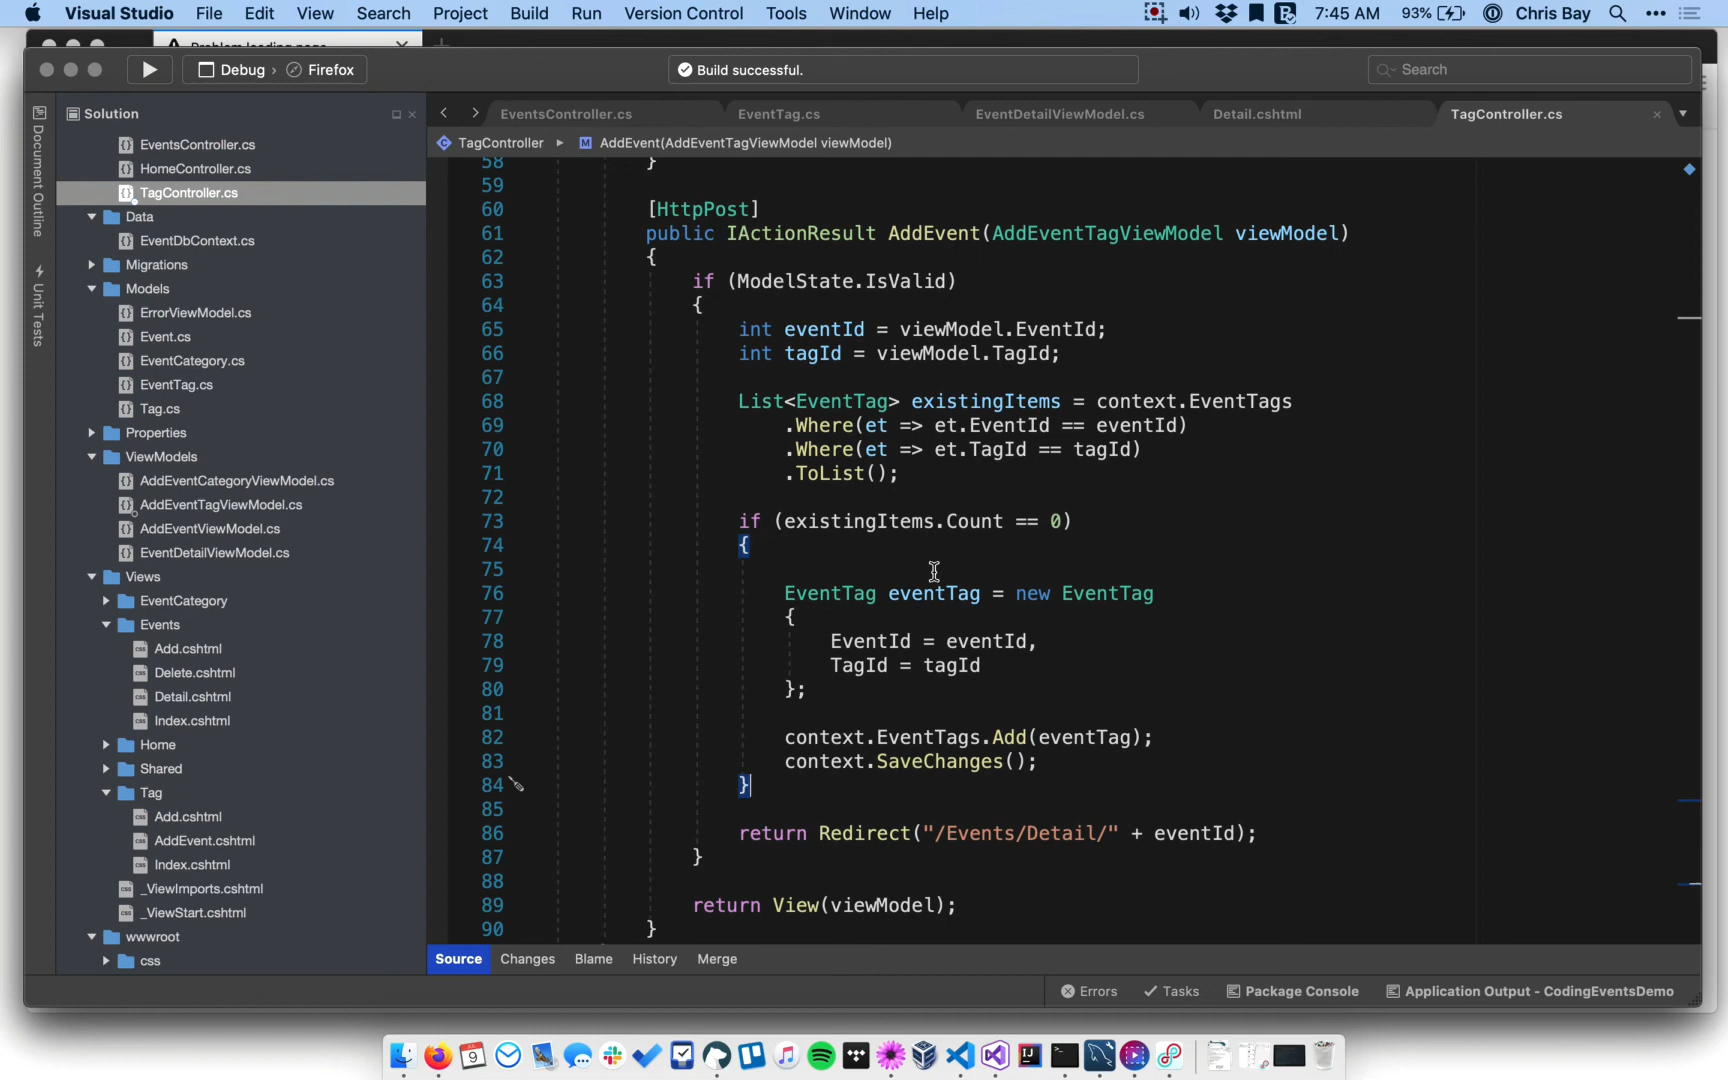 Visual Studio File Edit View Search Project Build Run Version Control Tools Window Help 7:45 AM 93% Chris Bay
Problem loading page
Debug › Firefox Build successful. Search
Solution EventsController.cs EventTag.cs EventDetailViewModel.cs Detail.cshtml TagController.cs
TagController AddEvent(AddEventTagViewModel viewModel)
Document Outline
Unit Tests
EventsController.cs
HomeController.cs
TagController.cs
Data
EventDbContext.cs
Migrations
Models
ErrorViewModel.cs
Event.cs
EventCategory.cs
EventTag.cs
Tag.cs
Properties
ViewModels
AddEventCategoryViewModel.cs
AddEventTagViewModel.cs
AddEventViewModel.cs
EventDetailViewModel.cs
Views
EventCategory
Events
Add.cshtml
Delete.cshtml
Detail.cshtml
Index.cshtml
Home
Shared
Tag
Add.cshtml
AddEvent.cshtml
Index.cshtml
_ViewImports.cshtml
_ViewStart.cshtml
wwwroot
css
58 }
59
60 [HttpPost]
61 public IActionResult AddEvent(AddEventTagViewModel viewModel)
62 {
63 if (ModelState.IsValid)
64 {
65 int eventId = viewModel.EventId;
66 int tagId = viewModel.TagId;
67
68 List<EventTag> existingItems = context.EventTags
69 .Where(et => et.EventId == eventId)
70 .Where(et => et.TagId == tagId)
71 .ToList();
72
73 if (existingItems.Count == 0)
74 {
75
76 EventTag eventTag = new EventTag
77 {
78 EventId = eventId,
79 TagId = tagId
80 };
81
82 context.EventTags.Add(eventTag);
83 context.SaveChanges();
84 }
85
86 return Redirect("/Events/Detail/" + eventId);
87 }
88
89 return View(viewModel);
90 }
Source Changes Blame History Merge
Errors Tasks Package Console Application Output - CodingEventsDemo
9